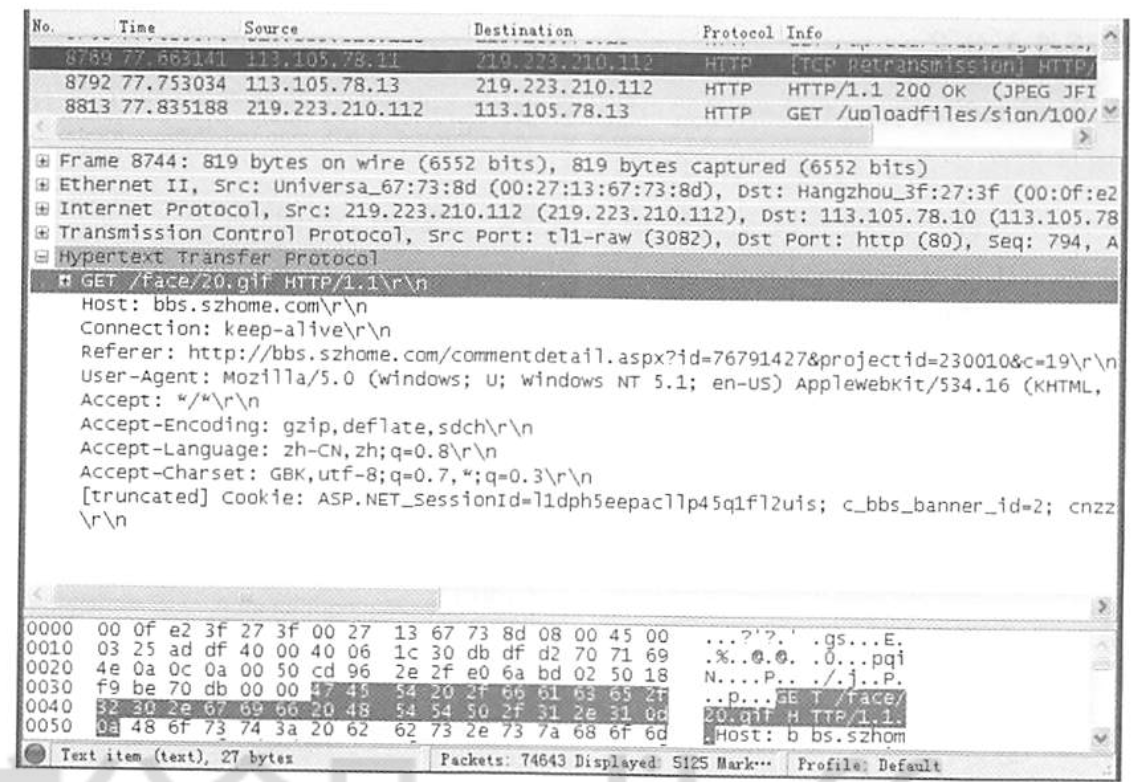 No. Time Source Destination Protocol Info
8769 77.663141 113.105.78.11 219.223.210.112 HTTP [TCP Retransmission] HTTP/
8792 77.753034 113.105.78.13 219.223.210.112 HTTP HTTP/1.1 200 OK (JPEG JFI
8813 77.835188 219.223.210.112 113.105.78.13 HTTP GET /uploadfiles/sign/100/
Frame 8744: 819 bytes on wire (6552 bits), 819 bytes captured (6552 bits)
Ethernet II, Src: Universa_67:73:8d (00:27:13:67:73:8d), Dst: Hangzhou_3f:27:3f (00:0f:e2
Internet Protocol, Src: 219.223.210.112 (219.223.210.112), Dst: 113.105.78.10 (113.105.78
Transmission Control Protocol, Src Port: tl1-raw (3082), Dst Port: http (80), Seq: 794, A
Hypertext Transfer Protocol
GET /face/20.gif HTTP/1.1\r\n
Host: bbs.szhome.com\r\n
Connection: keep-alive\r\n
Referer: http://bbs.szhome.com/commentdetail.aspx?id=76791427&projectid=230010&c=19\r\n
User-Agent: Mozilla/5.0 (Windows; U; Windows NT 5.1; en-US) AppleWebKit/534.16 (KHTML,
Accept: */*\r\n
Accept-Encoding: gzip,deflate,sdch\r\n
Accept-Language: zh-CN,zh;q=0.8\r\n
Accept-Charset: GBK,utf-8;q=0.7,*;q=0.3\r\n
[truncated] Cookie: ASP.NET_SessionId=l1dph5eepacllp45q1fl2uis; c_bbs_banner_id=2; cnzz
\r\n
0000 00 0f e2 3f 27 3f 00 27 13 67 73 8d 08 00 45 00 ...?'?.' .gs...E.
0010 03 25 ad df 40 00 40 06 1c 30 db df d2 70 71 69 .%..@.@. .0...pqi
0020 4e 0a 0c 0a 00 50 cd 96 2e 2f e0 6a bd 02 50 18 N....P.. ./.j..P.
0030 f9 be 70 db 00 00 47 45 54 20 2f 66 61 63 65 2f ..p...GE T /face/
0040 32 30 2e 67 69 66 20 48 54 54 50 2f 31 2e 31 0d 20.gif H TTP/1.1.
0050 0a 48 6f 73 74 3a 20 62 62 73 2e 73 7a 68 6f 6d .Host: b bs.szhom
Text item (text), 27 bytes Packets: 74643 Displayed: 5125 Mark··· Profile: Default